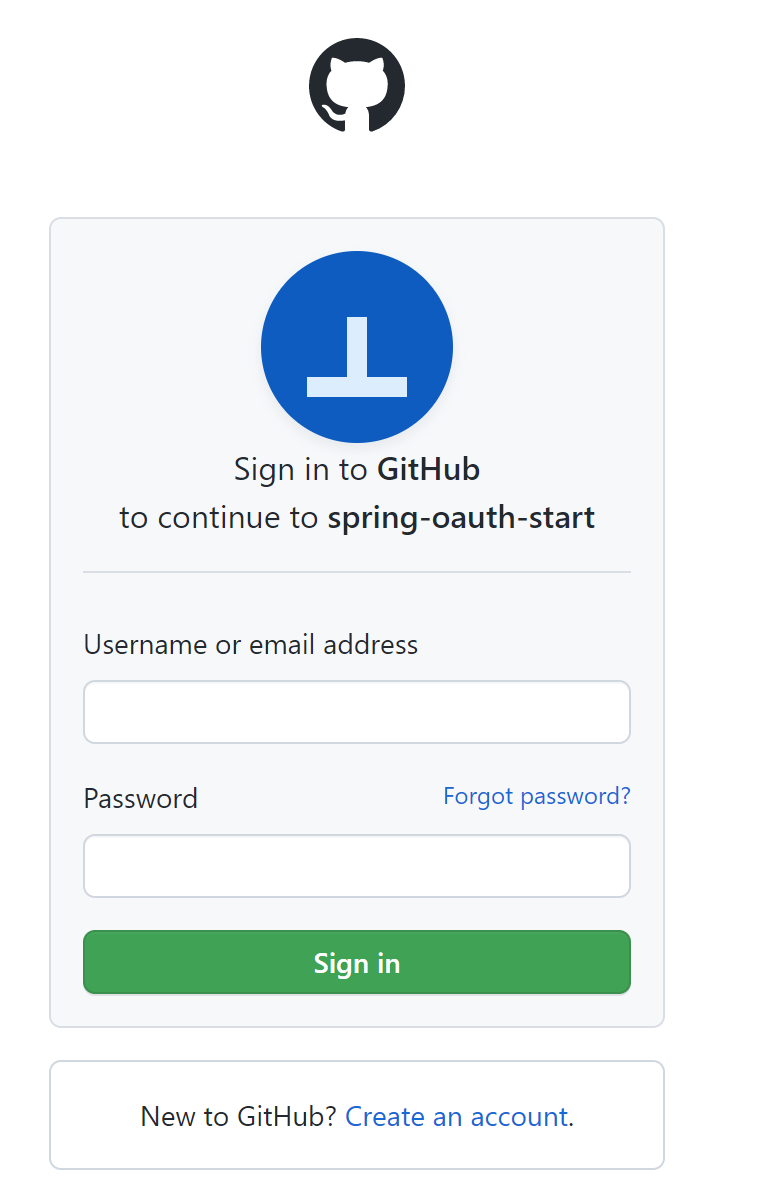 Sign in to GitHub
to continue to spring-oauth-start
Username or email address
Password Forgot password?
Sign in
New to GitHub? Create an account.